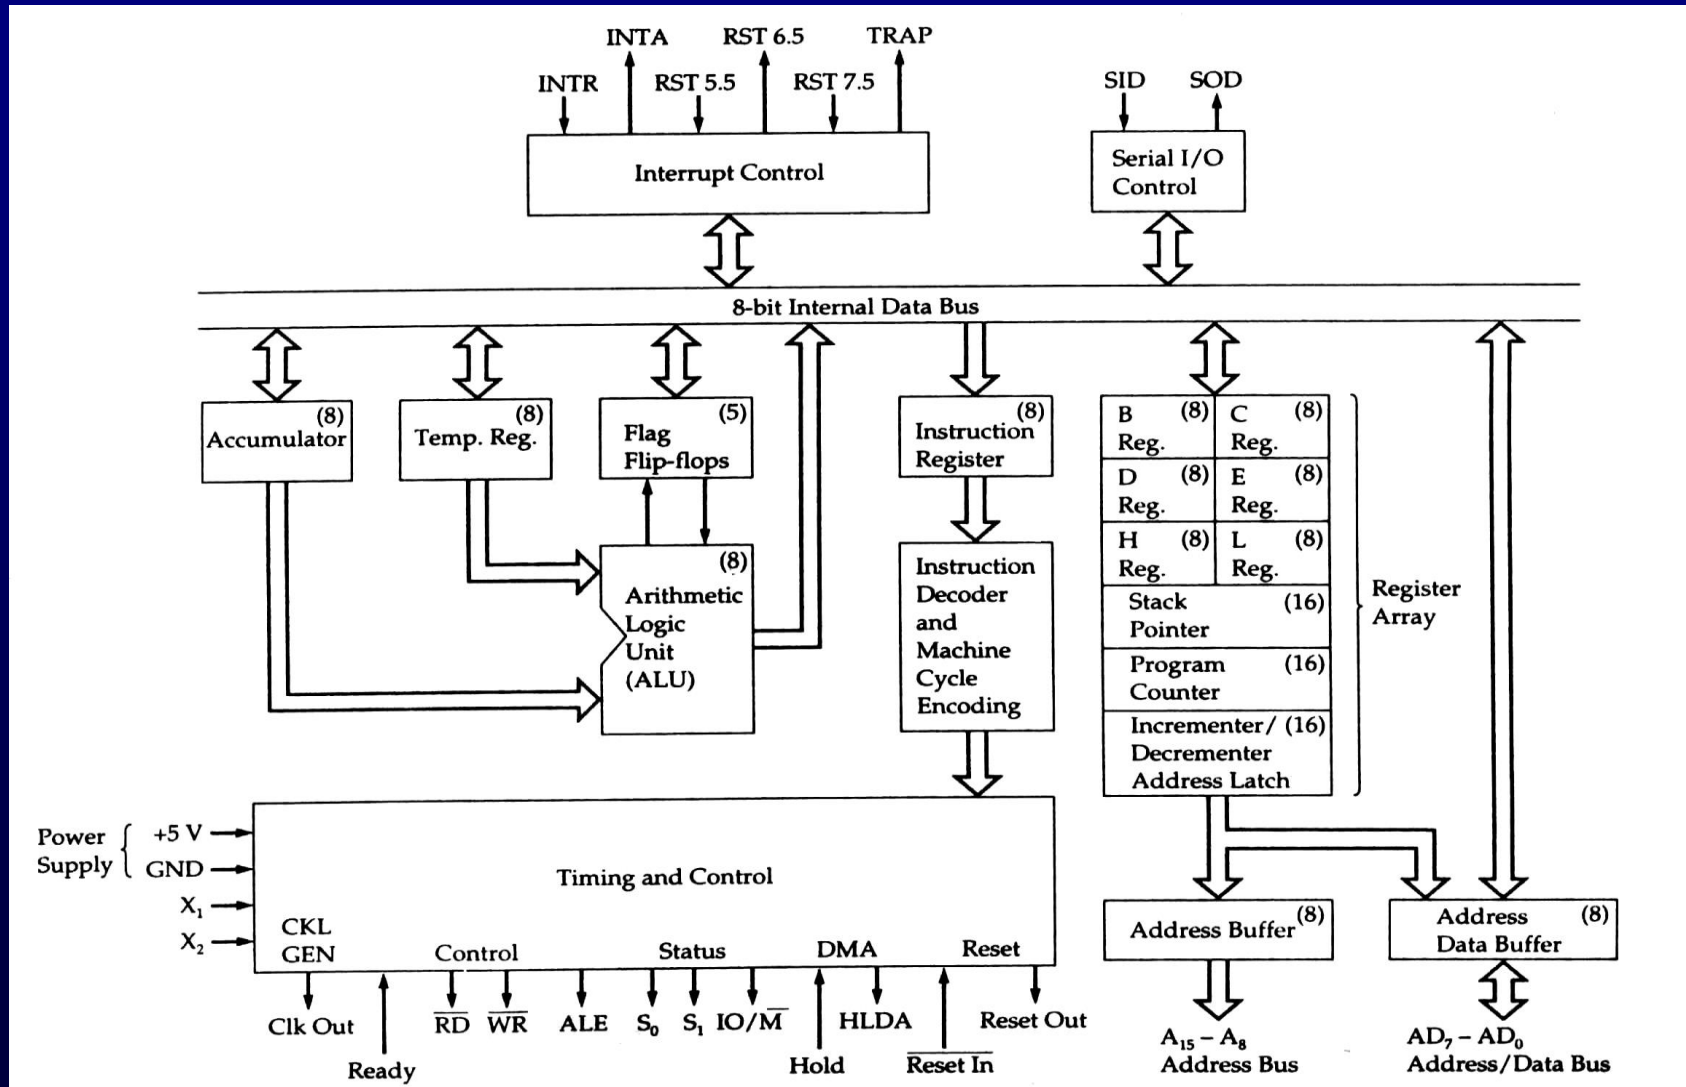 INTA RST 6.5 TRAP
INTR RST 5.5 RST 7.5 SID SOD
Interrupt Control
Serial I/O
Control
8-bit Internal Data Bus
(8)
Accumulator
(8)
Temp. Reg.
(5)
Flag
Flip-flops
(8)
Instruction
Register
B (8) C (8)
Reg. Reg.
D (8) E (8)
Reg. Reg.
H (8) L (8)
Reg. Reg.
Stack (16)
Pointer
Program (16)
Counter
Incrementer/ (16)
Decrementer
Address Latch
Register
Array
(8)
Arithmetic
Logic
Unit
(ALU)
Instruction
Decoder
and
Machine
Cycle
Encoding
Power
Supply
+5 V
GND
X₁
X₂
Timing and Control
CKL
GEN
Control Status DMA Reset
Clk Out
Ready
R̅D̅ W̅R̅ ALE S₀ S₁ IO/M̅
Hold
HLDA
R̅e̅s̅e̅t̅ I̅n̅
Reset Out
Address Buffer (8)
Address (8)
Data Buffer
A₁₅ – A₈
Address Bus
AD₇ – AD₀
Address/Data Bus